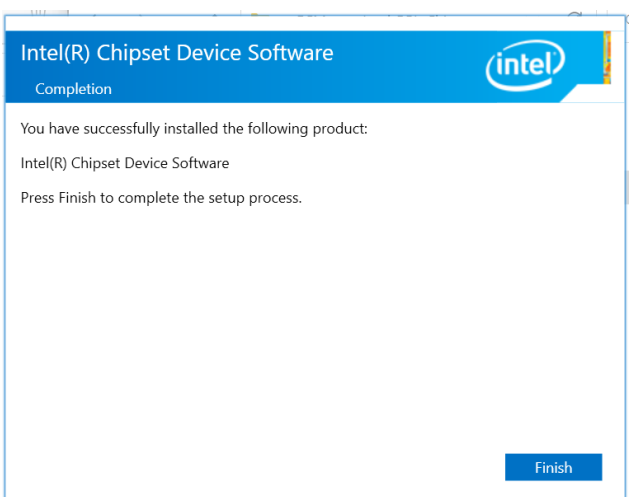 Intel(R) Chipset Device Software
intel
Completion
You have successfully installed the following product:
Intel(R) Chipset Device Software
Press Finish to complete the setup process.
Finish